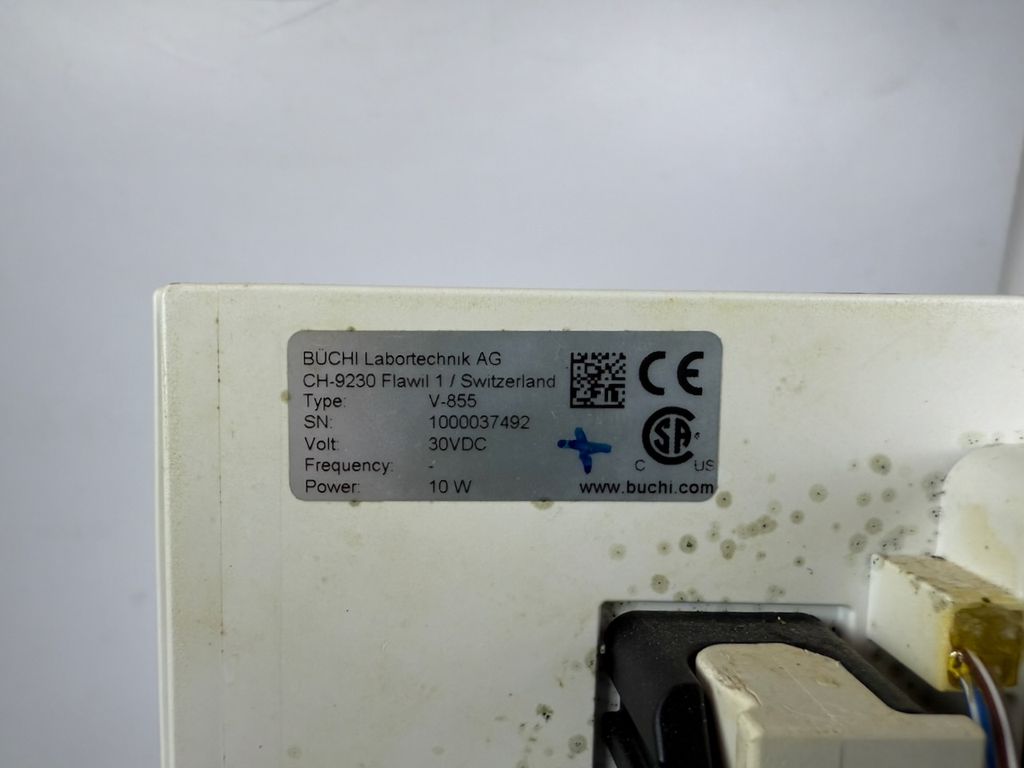 BÜCHI Labortechnik AG
CH-9230 Flawil 1 / Switzerland
Type: V-855
SN: 1000037492
Volt: 30VDC
Frequency: -
Power: 10 W
CE
SA
C US
www.buchi.com